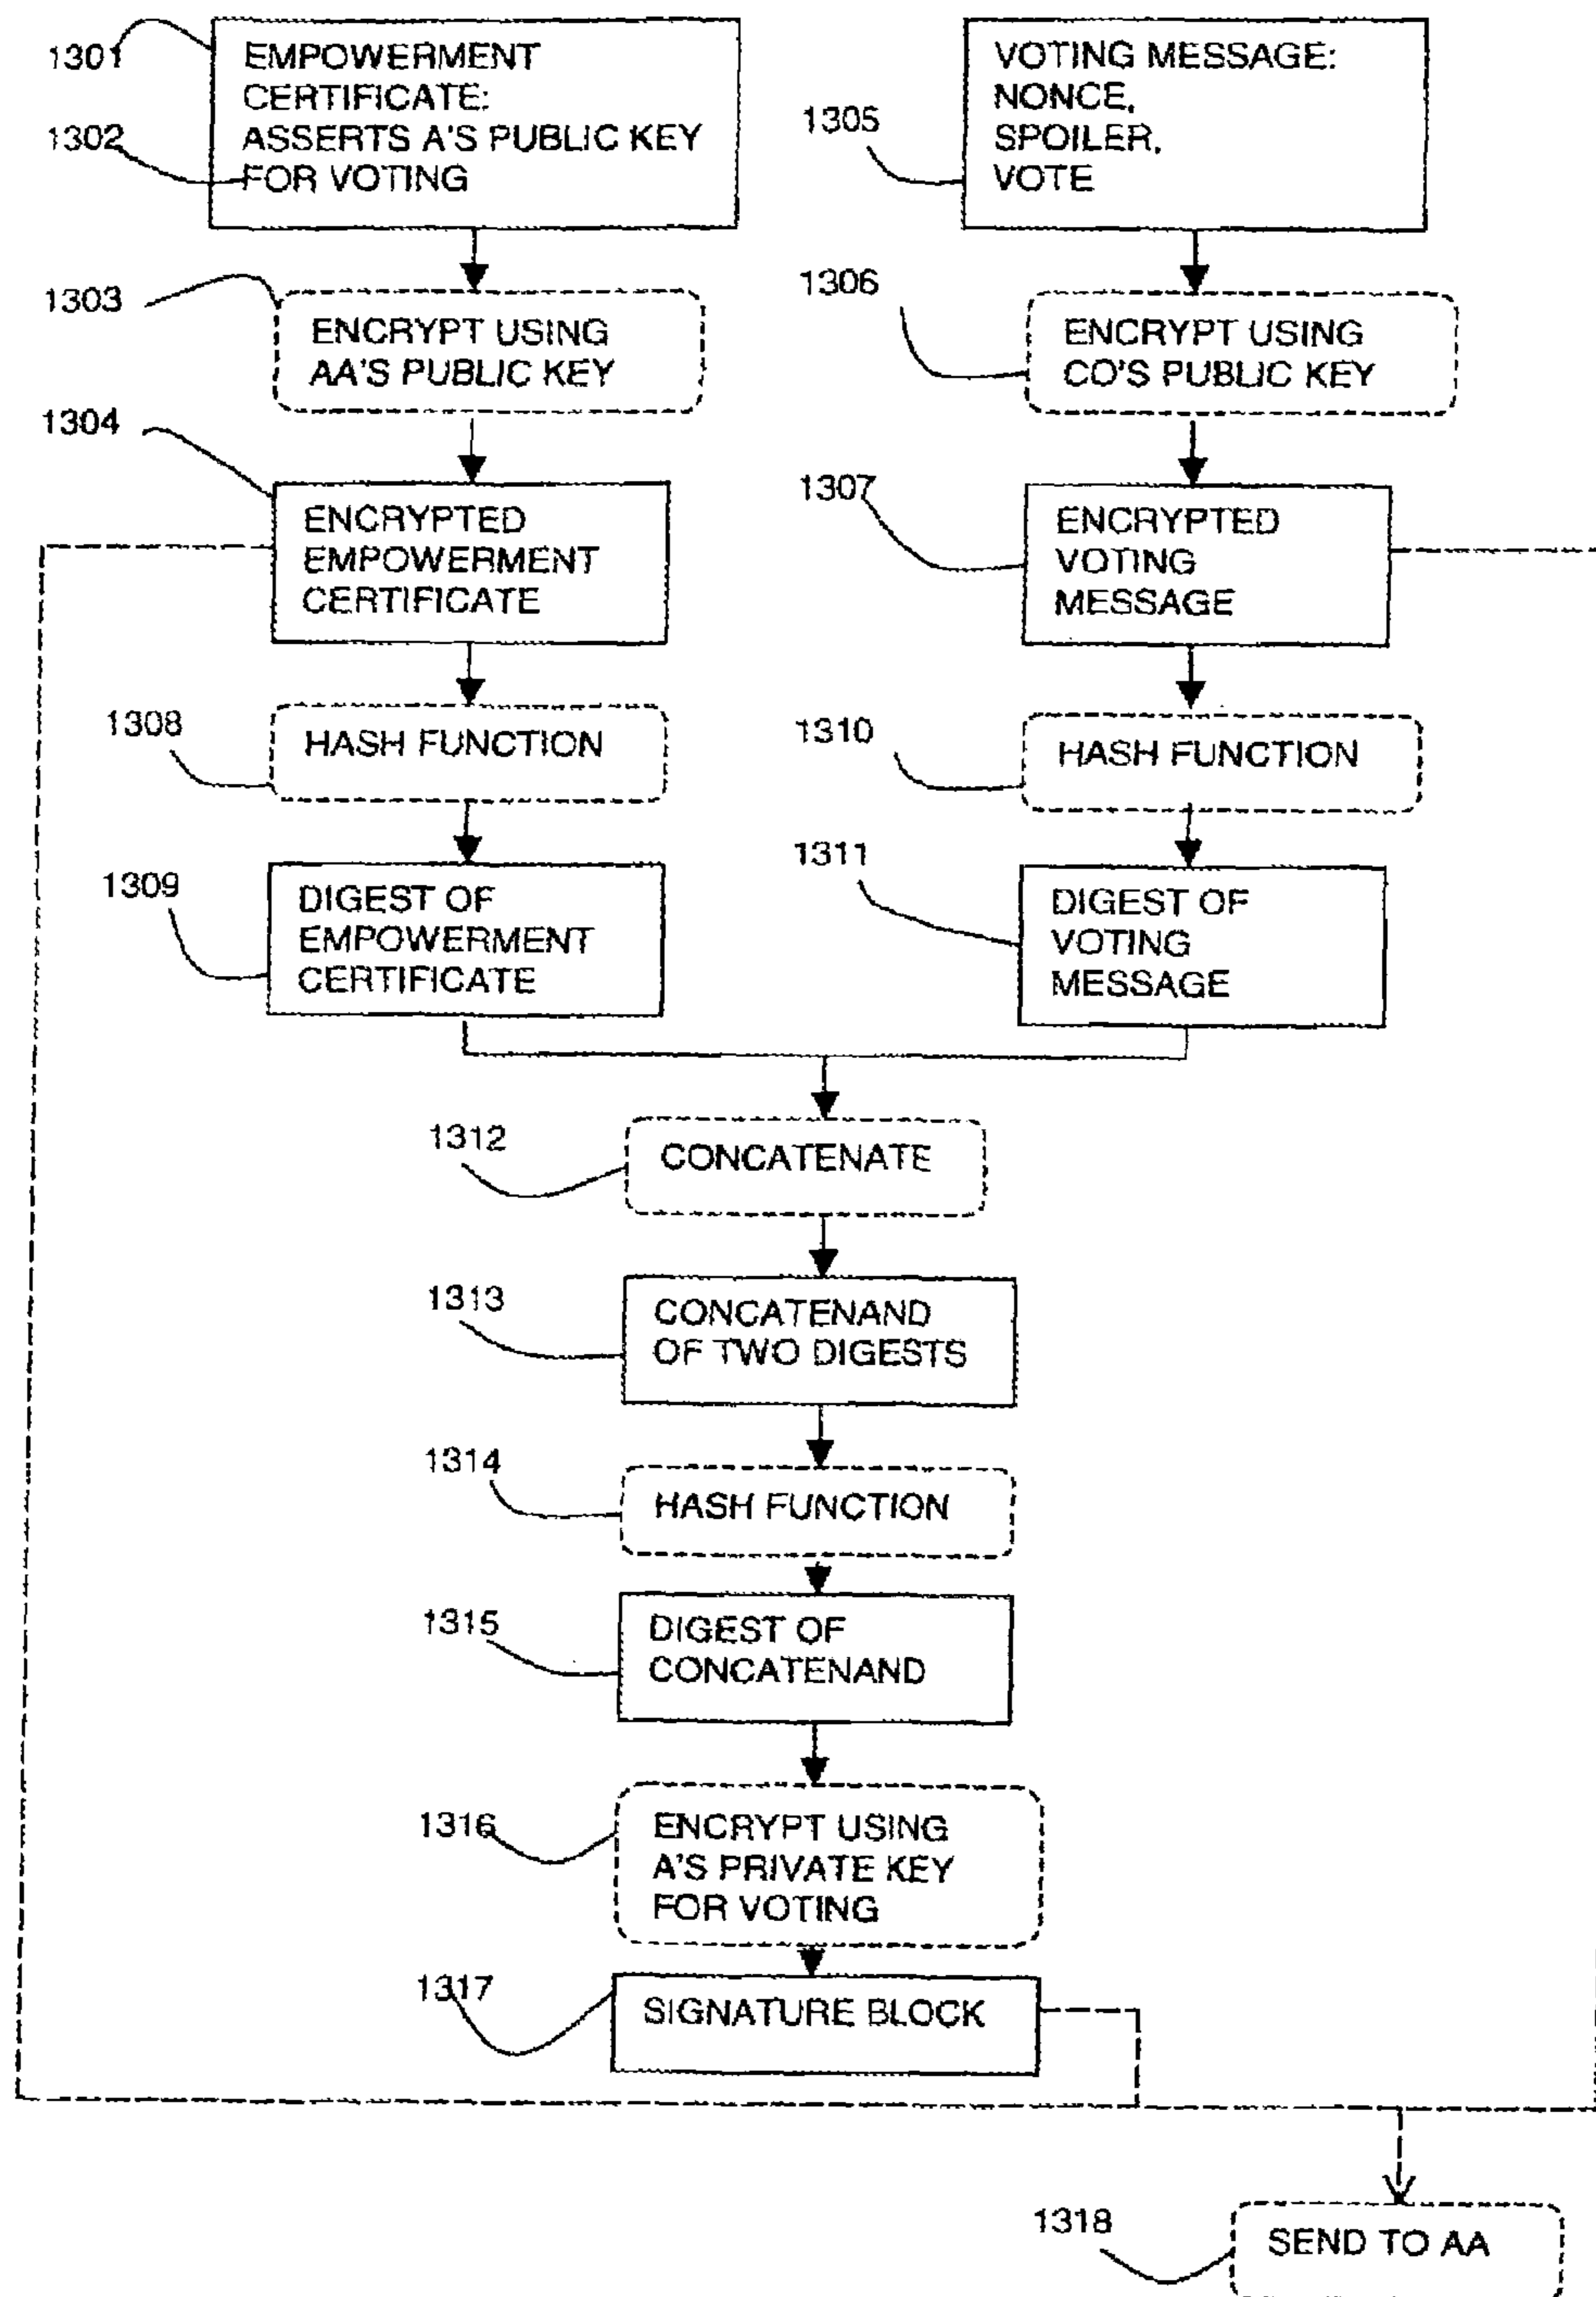 1301
EMPOWERMENT
CERTIFICATE:
1302
ASSERTS A'S PUBLIC KEY
FOR VOTING
VOTING MESSAGE:
NONCE,
1305
SPOILER,
VOTE
1303
ENCRYPT USING
AA'S PUBLIC KEY
1306
ENCRYPT USING
CO'S PUBLIC KEY
1304
ENCRYPTED
EMPOWERMENT
CERTIFICATE
1307
ENCRYPTED
VOTING
MESSAGE
1308
HASH FUNCTION
1310
HASH FUNCTION
1309
DIGEST OF
EMPOWERMENT
CERTIFICATE
1311
DIGEST OF
VOTING
MESSAGE
1312
CONCATENATE
1313
CONCATENAND
OF TWO DIGESTS
1314
HASH FUNCTION
1315
DIGEST OF
CONCATENAND
1316
ENCRYPT USING
A'S PRIVATE KEY
FOR VOTING
1317
SIGNATURE BLOCK
1318
SEND TO AA